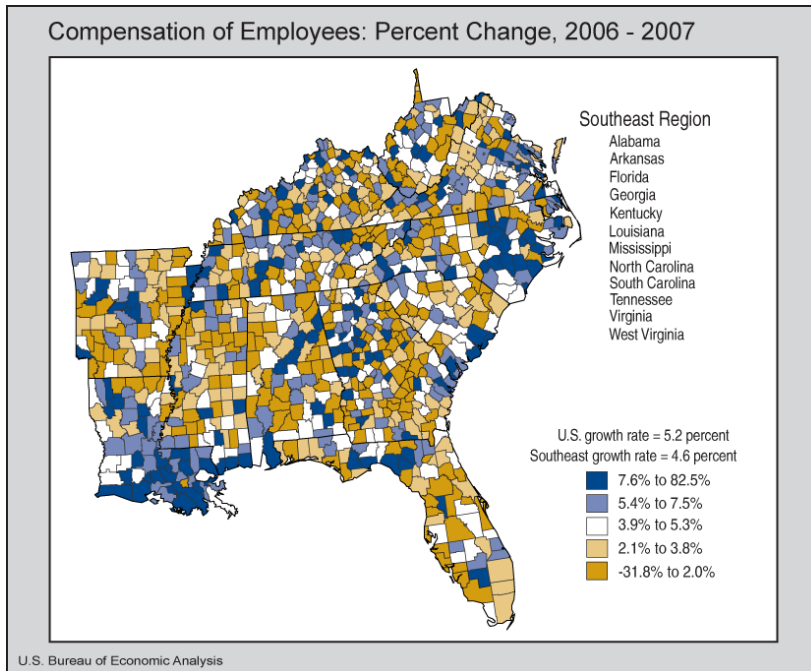 Compensation of Employees: Percent Change, 2006 - 2007
Southeast Region
Alabama
Arkansas
Florida
Georgia
Kentucky
Louisiana
Mississippi
North Carolina
South Carolina
Tennessee
Virginia
West Virginia
U.S. growth rate = 5.2 percent
Southeast growth rate = 4.6 percent
7.6% to 82.5%
5.4% to 7.5%
3.9% to 5.3%
2.1% to 3.8%
-31.8% to 2.0%
U.S. Bureau of Economic Analysis